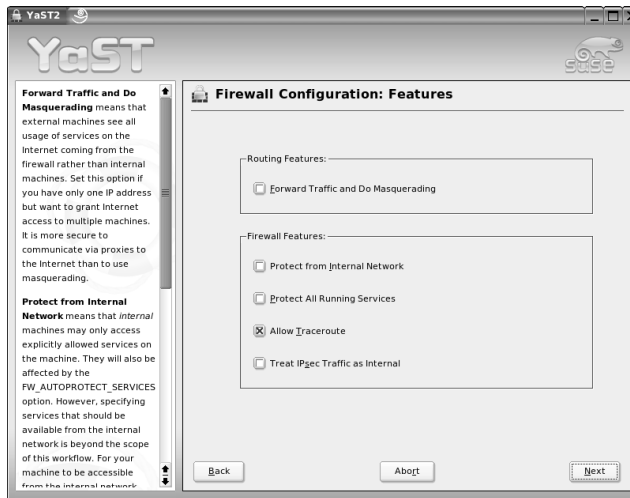 YaST2
YaST
suse
Forward Traffic and Do
Masquerading means that
external machines see all
usage of services on the
Internet coming from the
firewall rather than internal
machines. Set this option if
you have only one IP address
but want to grant Internet
access to multiple machines.
It is more secure to
communicate via proxies to
the Internet than to use
masquerading.
Protect from Internal
Network means that internal
machines may only access
explicitly allowed services on
the machine. They will also be
affected by the
FW_AUTOPROTECT_SERVICES
option. However, specifying
services that should be
available from the internal
network is beyond the scope
of this workflow. For your
machine to be accessible
from the internal network
Firewall Configuration: Features
Routing Features:
Forward Traffic and Do Masquerading
Firewall Features:
Protect from Internal Network
Protect All Running Services
Allow Traceroute
Treat IPsec Traffic as Internal
Back
Abort
Next